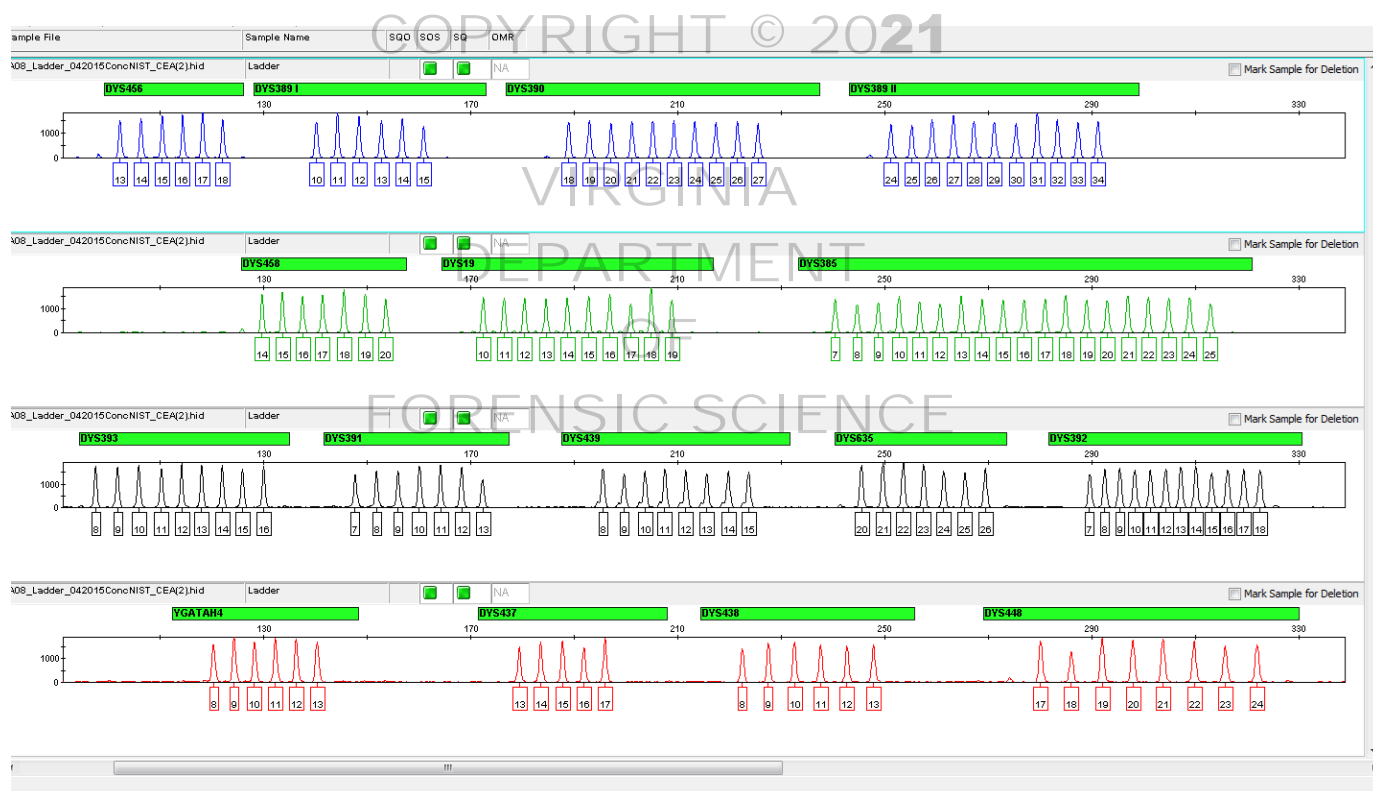 COPYRIGHT © 2021
ample File Sample Name SQO SOS SQ OMR
A08_Ladder_042015ConcNIST_CEA(2).hid Ladder NA Mark Sample for Deletion
DYS456 DYS389 I DYS390 DYS389 II
130 170 210 250 290 330
1000
0
13 14 15 16 17 18 10 11 12 13 14 15 18 19 20 21 22 23 24 25 26 27 24 25 26 27 28 29 30 31 32 33 34
VIRGINIA
A08_Ladder_042015ConcNIST_CEA(2).hid Ladder NA Mark Sample for Deletion
DEPARTMENT
DYS458 DYS19 DYS385
130 170 210 250 290 330
1000
0
OF
14 15 16 17 18 19 20 10 11 12 13 14 15 16 17 18 19 7 8 9 10 11 12 13 14 15 16 17 18 19 20 21 22 23 24 25
FORENSIC SCIENCE
A08_Ladder_042015ConcNIST_CEA(2).hid Ladder NA Mark Sample for Deletion
DYS393 DYS391 DYS439 DYS635 DYS392
130 170 210 250 290 330
1000
0
8 9 10 11 12 13 14 15 16 7 8 9 10 11 12 13 8 9 10 11 12 13 14 15 20 21 22 23 24 25 26 7 8 9 10 11 12 13 14 15 16 17 18
A08_Ladder_042015ConcNIST_CEA(2).hid Ladder NA Mark Sample for Deletion
YGATAH4 DYS437 DYS438 DYS448
130 170 210 250 290 330
1000
0
8 9 10 11 12 13 13 14 15 16 17 8 9 10 11 12 13 17 18 19 20 21 22 23 24